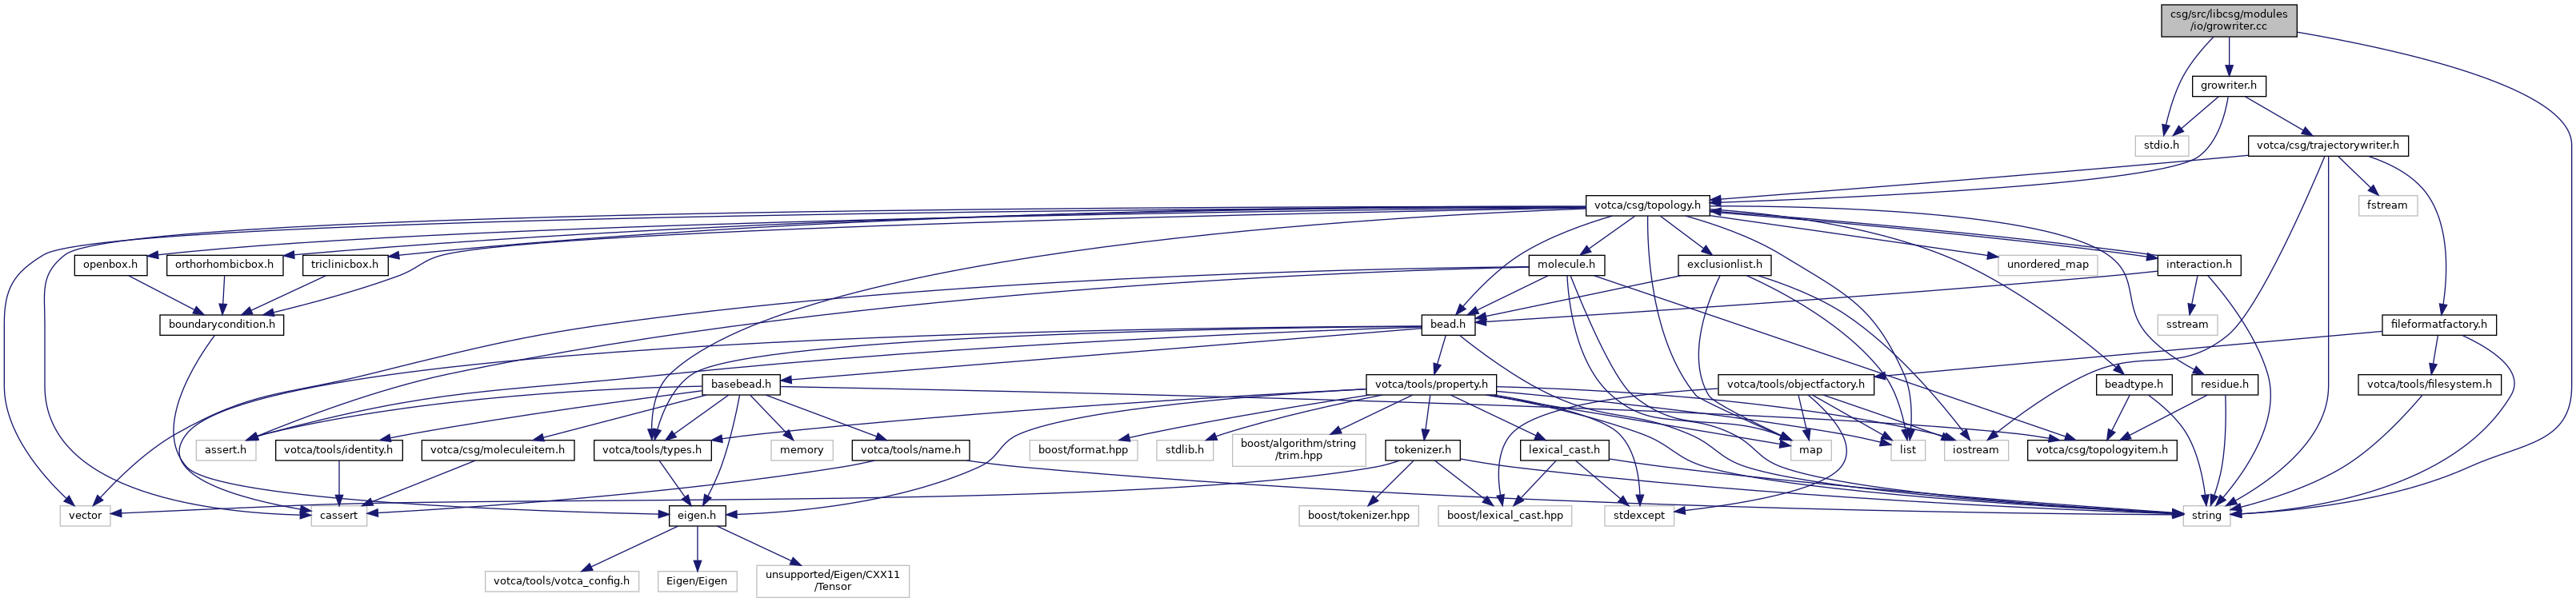 csg/src/libcsg/modules
/io/growriter.cc
growriter.h
stdio.h
votca/csg/trajectorywriter.h
votca/csg/topology.h
fstream
openbox.h
orthorhombicbox.h
triclinicbox.h
molecule.h
exclusionlist.h
unordered_map
interaction.h
boundarycondition.h
bead.h
sstream
fileformatfactory.h
basebead.h
votca/tools/property.h
votca/tools/objectfactory.h
beadtype.h
residue.h
votca/tools/filesystem.h
assert.h
votca/tools/identity.h
votca/csg/moleculeitem.h
votca/tools/types.h
memory
votca/tools/name.h
boost/format.hpp
stdlib.h
boost/algorithm/string
/trim.hpp
tokenizer.h
lexical_cast.h
map
list
iostream
votca/csg/topologyitem.h
vector
cassert
eigen.h
boost/tokenizer.hpp
boost/lexical_cast.hpp
stdexcept
string
votca/tools/votca_config.h
Eigen/Eigen
unsupported/Eigen/CXX11
/Tensor